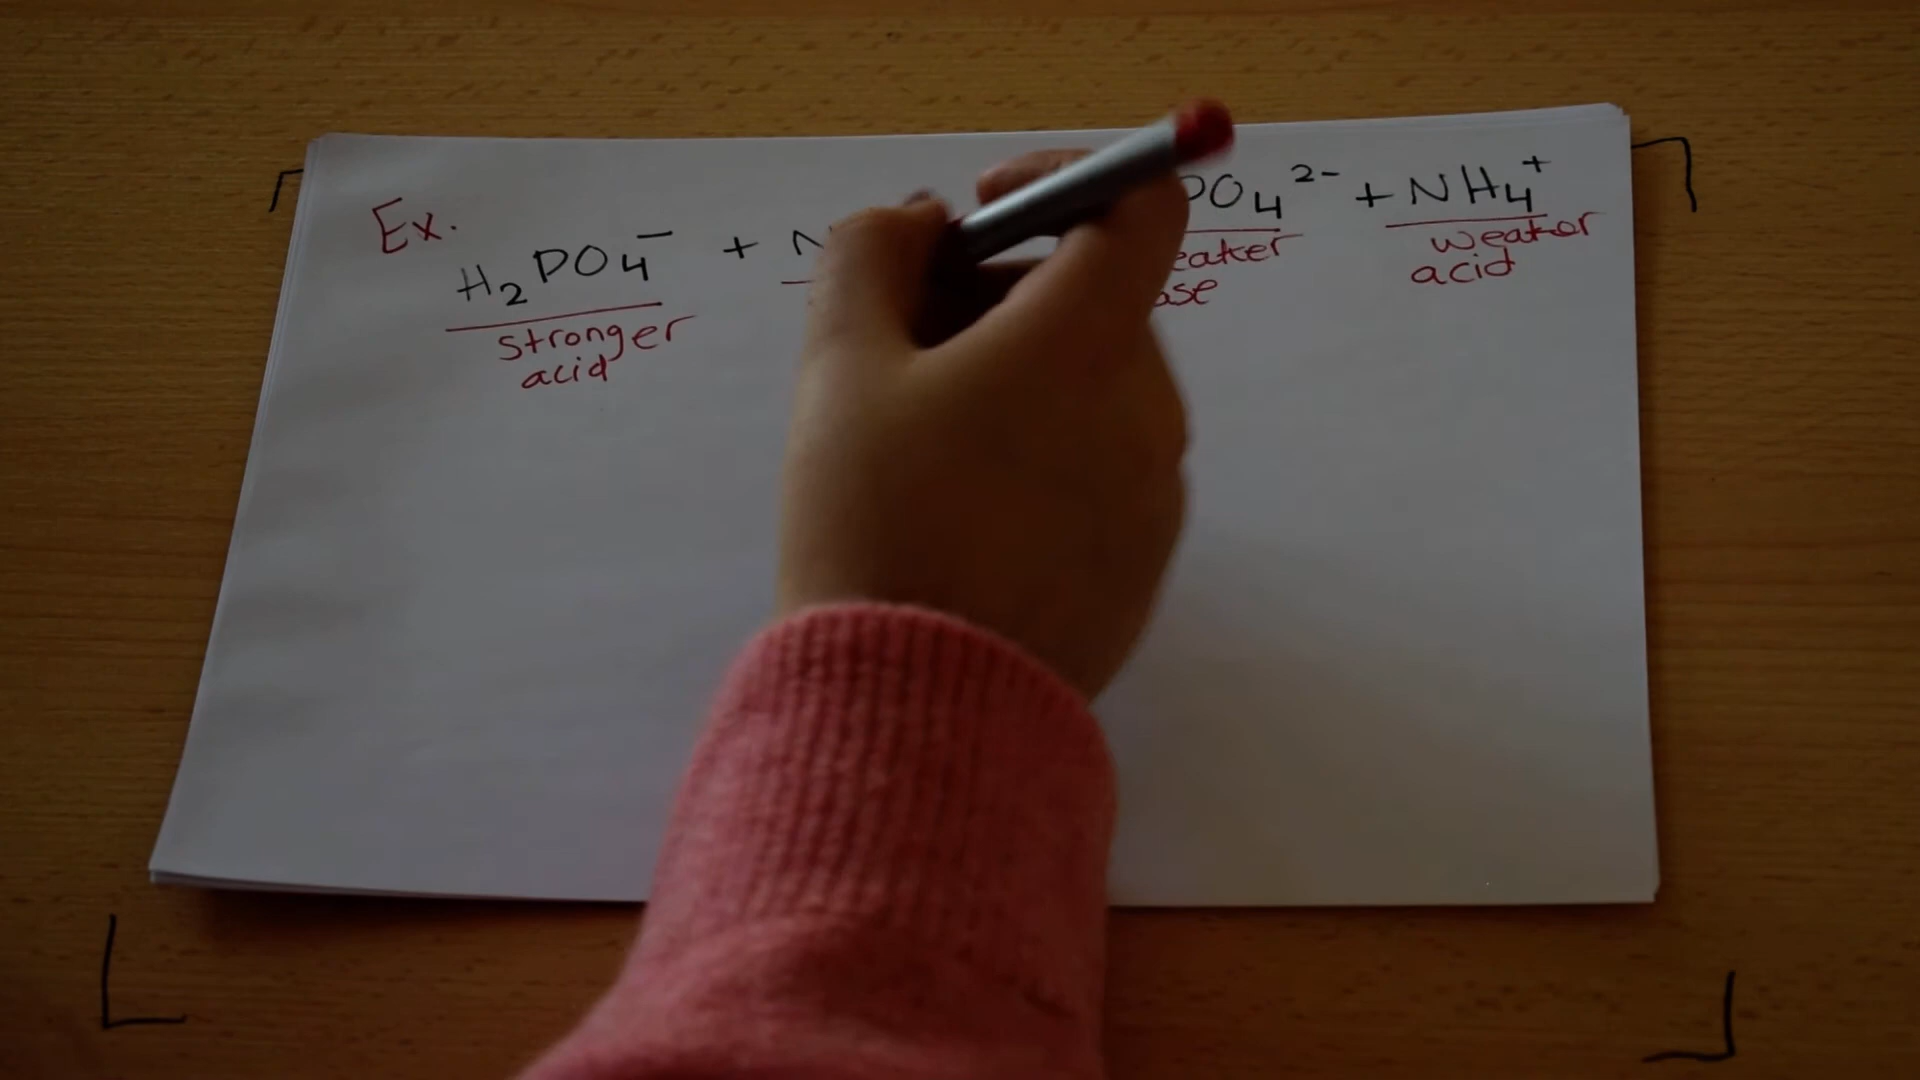 Ex.
H₂PO₄⁻ + N PO₄²⁻ + NH₄⁺
stronger
acid
eaker
ase
weaker
acid